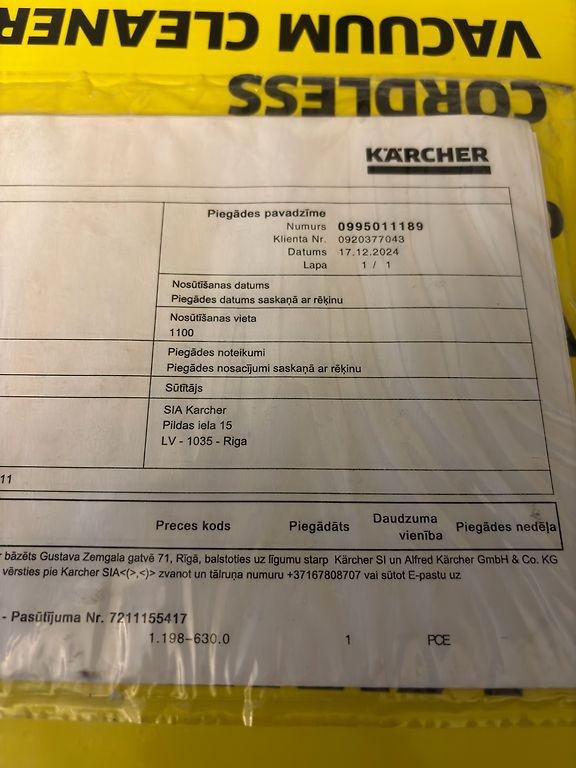 VACUUM CLEANER
CORDLESS
KÄRCHER
Piegādes pavadzīme
Numurs 0995011189
Klienta Nr. 0920377043
Datums 17.12.2024
Lapa 1 / 1
Nosūtīšanas datums
Piegādes datums saskaņā ar rēķinu
Nosūtīšanas vieta
1100
Piegādes noteikumi
Piegādes nosacījumi saskaņā ar rēķinu
Sūtītājs
SIA Karcher
Pildas iela 15
LV - 1035 - Riga
11
Preces kods Piegādāts Daudzuma vienība Piegādes nedēļa
r bāzēts Gustava Zemgala gatvē 71, Rīgā, balstoties uz līgumu starp Kärcher SI un Alfred Kärcher GmbH & Co. KG
vērsties pie Karcher SIA<(>,<)> zvanot un tālruņa numuru +37167808707 vai sūtot E-pastu uz
- Pasūtījuma Nr. 7211155417
1.198-630.0 1 PCE